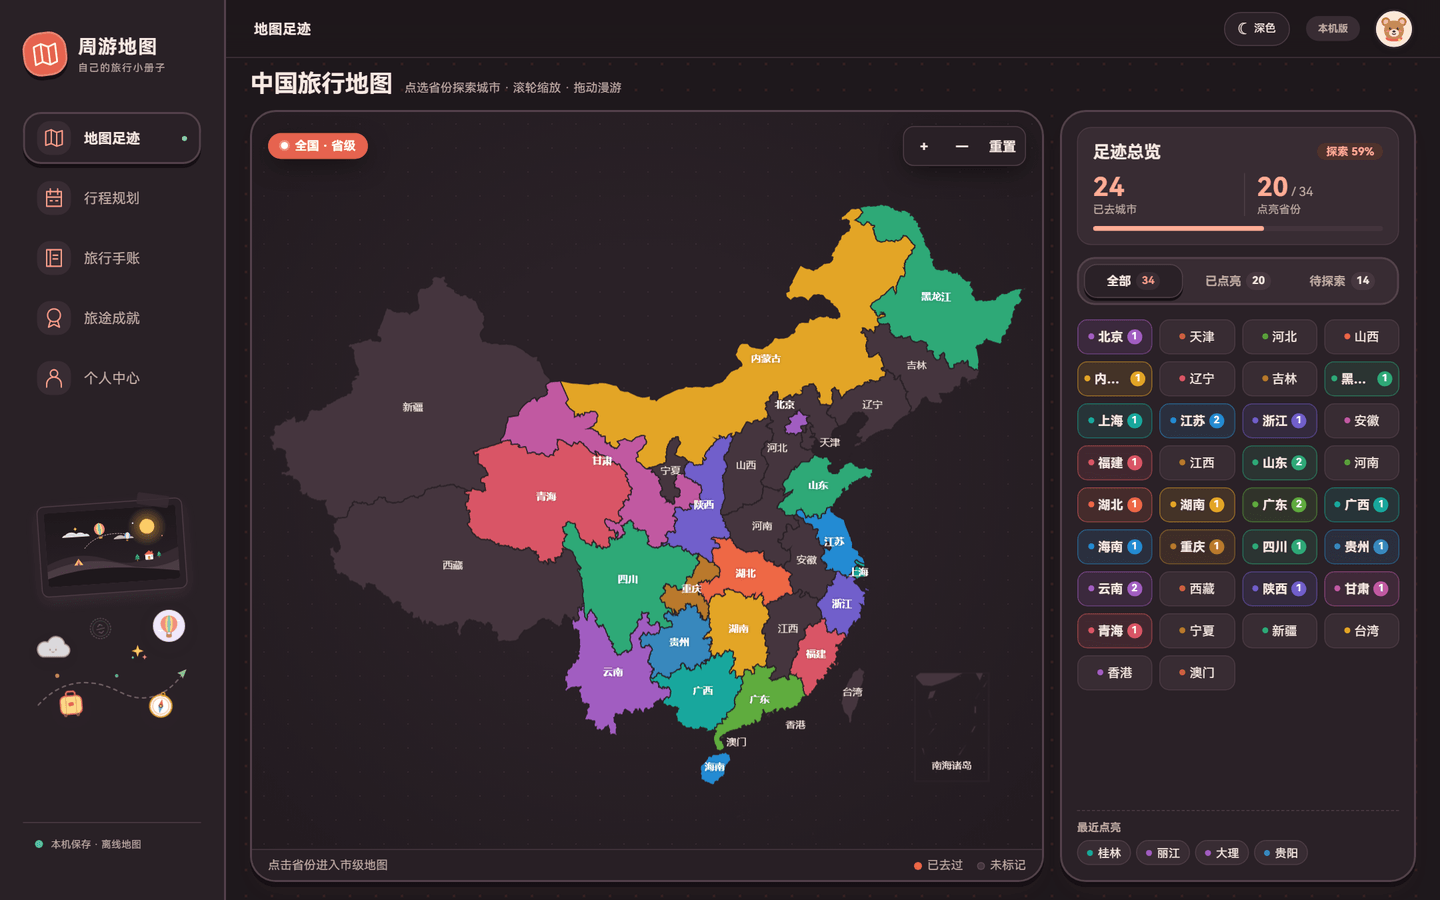 周游地图
自己的旅行小册子
地图足迹
行程规划
旅行手账
旅途成就
个人中心
本机保存 · 离线地图
地图足迹
深色
本机版
中国旅行地图 点选省份探索城市 · 滚轮缩放 · 拖动漫游
全国 · 省级
+ — 重置
黑龙江
内蒙古
吉林
新疆
北京
辽宁
天津
河北
甘肃
山西
宁夏
山东
青海
陕西
河南
江苏
安徽
西藏
上海
湖北
四川
重庆
浙江
湖南
江西
贵州
福建
云南
广西
台湾
广东
香港
澳门
南海诸岛
海南
点击省份进入市级地图
已去过 未标记
足迹总览 探索 59%
24 20 / 34
已去城市 点亮省份
全部 34 已点亮 20 待探索 14
北京 1 天津 河北 山西
内... 1 辽宁 吉林 黑... 1
上海 1 江苏 2 浙江 1 安徽
福建 1 江西 山东 2 河南
湖北 1 湖南 1 广东 2 广西 1
海南 1 重庆 1 四川 1 贵州 1
云南 2 西藏 陕西 1 甘肃 1
青海 1 宁夏 新疆 台湾
香港 澳门
最近点亮
桂林 丽江 大理 贵阳